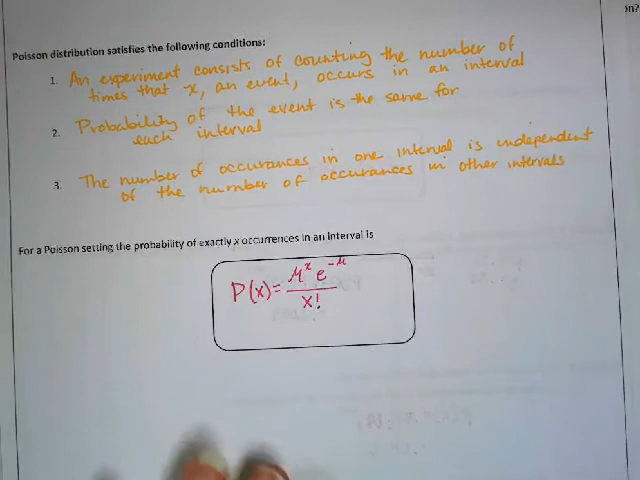 on?
Poisson distribution satisfies the following conditions:
1. An experiment consists of counting the number of
times that x, an event, occurs in an interval
2. Probability of the event is the same for
each interval
3. The number of occurances in one interval is independent
of the number of occurances in other intervals
For a Poisson setting the probability of exactly x occurrences in an interval is
P(x)= μ^x e^-μ / x!